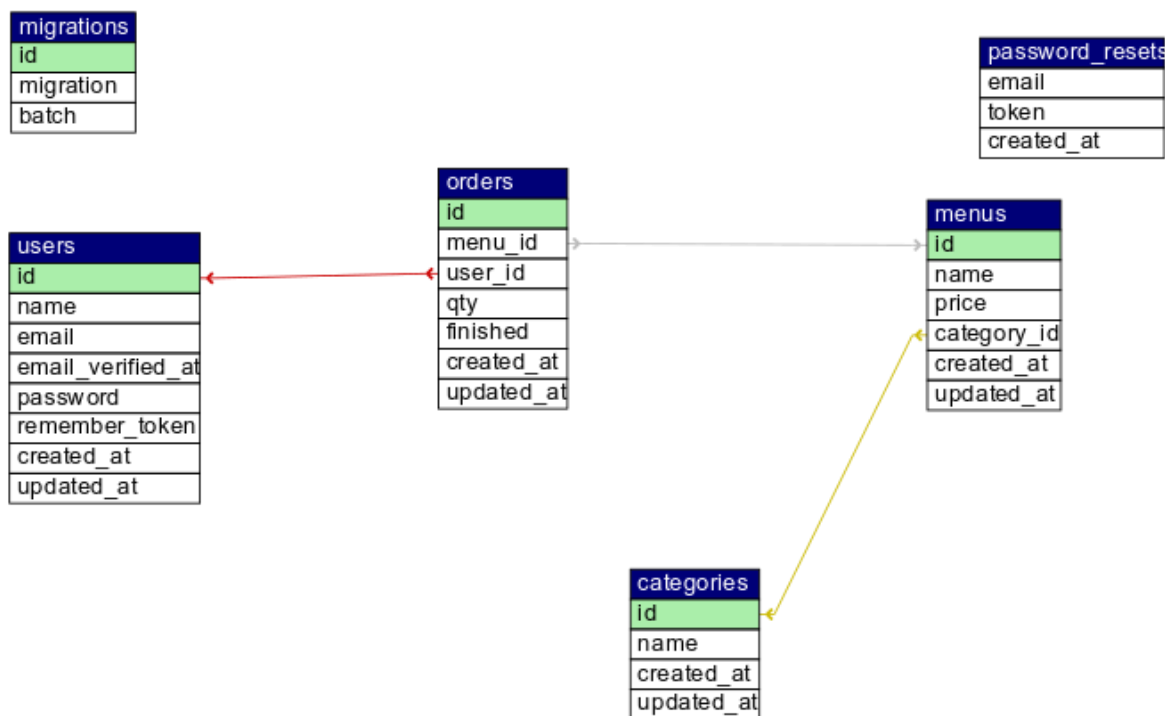 migrations
id
migration
batch
password_resets
email
token
created_at
orders
id
menu_id
user_id
qty
finished
created_at
updated_at
menus
id
name
price
category_id
created_at
updated_at
users
id
name
email
email_verified_at
password
remember_token
created_at
updated_at
categories
id
name
created_at
updated_at